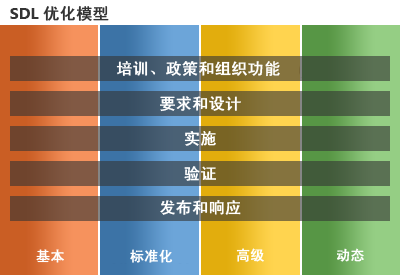 SDL 优化模型
培训、政策和组织功能
要求和设计
实施
验证
发布和响应
基本 标准化 高级 动态